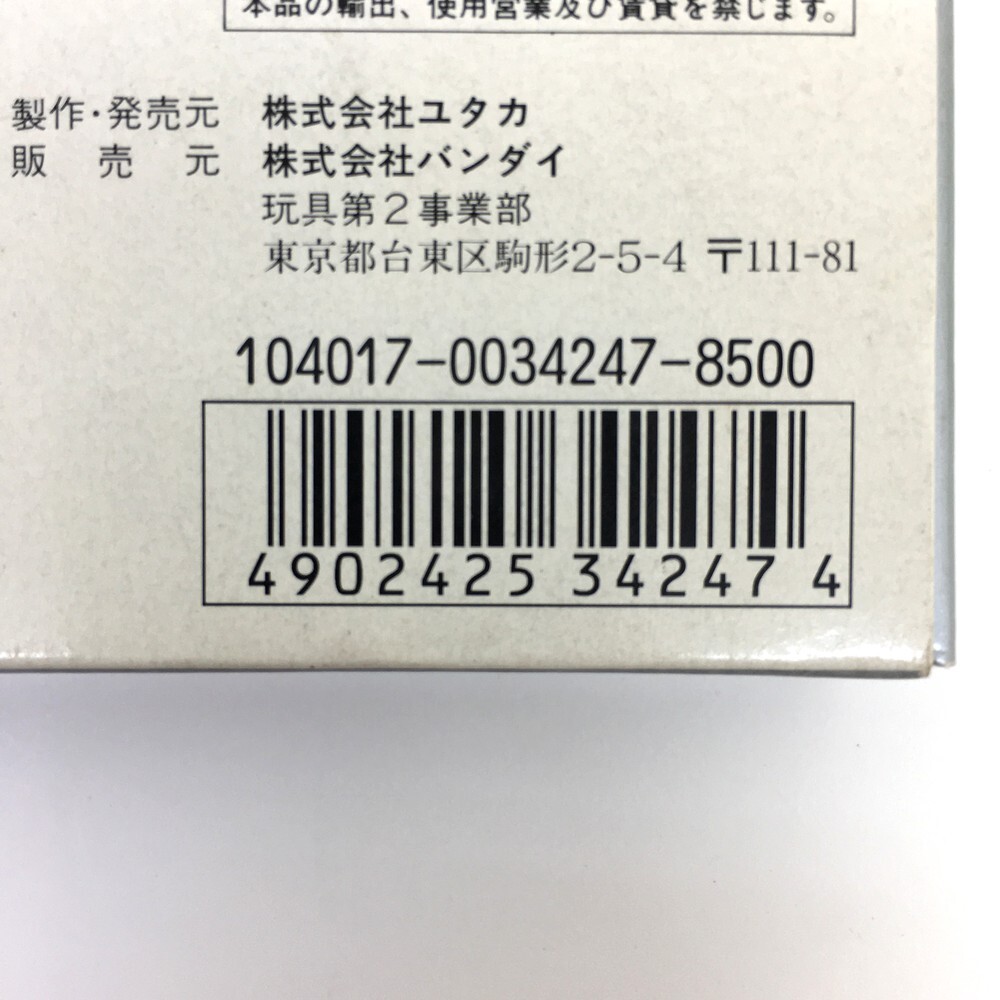 本品の輸出、使用営業及び賃貸を禁じます。
製作・発売元 株式会社ユタカ
販売元 株式会社バンダイ
玩具第2事業部
東京都台東区駒形2-5-4 〒111-81
104017-0034247-8500
4902425342474